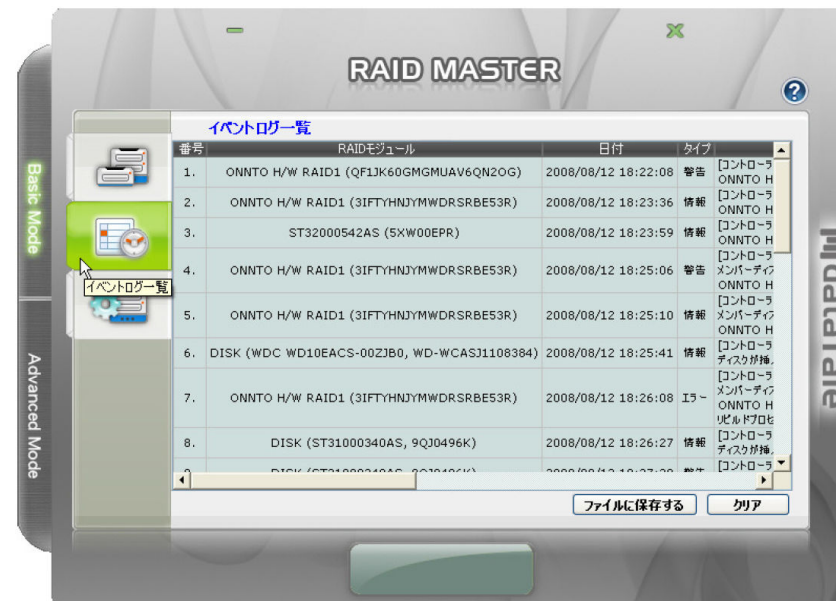 RAID MASTER
Basic Mode
Advanced Mode
イベントログ一覧
番号 RAIDモジュール 日付 タイプ
1. ONNTO H/W RAID1 (QF1JK60GMGMUAV6QN2OG) 2008/08/12 18:22:08 警告 [コントローラ
ONNTO H
2. ONNTO H/W RAID1 (3IFTYHNJYMWDRSRBE53R) 2008/08/12 18:23:36 情報 [コントローラ
ONNTO H
3. ST32000542AS (5XW00EPR) 2008/08/12 18:23:59 情報 [コントローラ
ONNTO H
4. ONNTO H/W RAID1 (3IFTYHNJYMWDRSRBE53R) 2008/08/12 18:25:06 警告 [コントローラ
メンバーディス
ONNTO H
イベントログ一覧
5. ONNTO H/W RAID1 (3IFTYHNJYMWDRSRBE53R) 2008/08/12 18:25:10 情報 [コントローラ
メンバーディス
ONNTO H
6. DISK (WDC WD10EACS-00ZJB0, WD-WCASJ1108384) 2008/08/12 18:25:41 情報 [コントローラ
ディスクが挿
7. ONNTO H/W RAID1 (3IFTYHNJYMWDRSRBE53R) 2008/08/12 18:26:08 エラー [コントローラ
メンバーディス
ONNTO H
リビルドプロセ
8. DISK (ST31000340AS, 9QJ0496K) 2008/08/12 18:26:27 情報 [コントローラ
ディスクが挿
[コントローラ
ファイルに保存する クリア